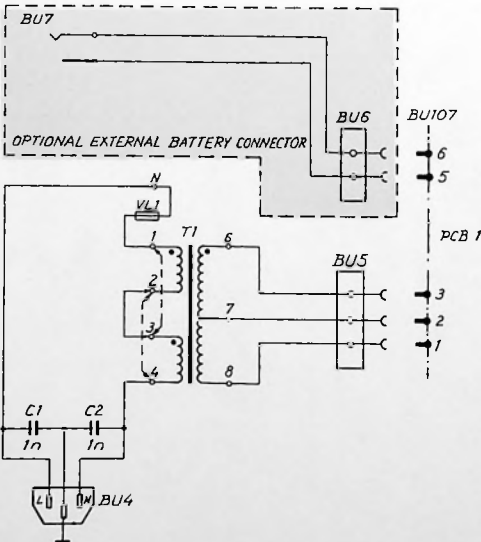 BU7
BU6
BU107
OPTIONAL EXTERNAL BATTERY CONNECTOR
6
5
N
VL1
PCB 1
1
T1
6
BU5
2
3
7
3
2
1
4
8
C1
C2
1n
1n
L
N
BU4